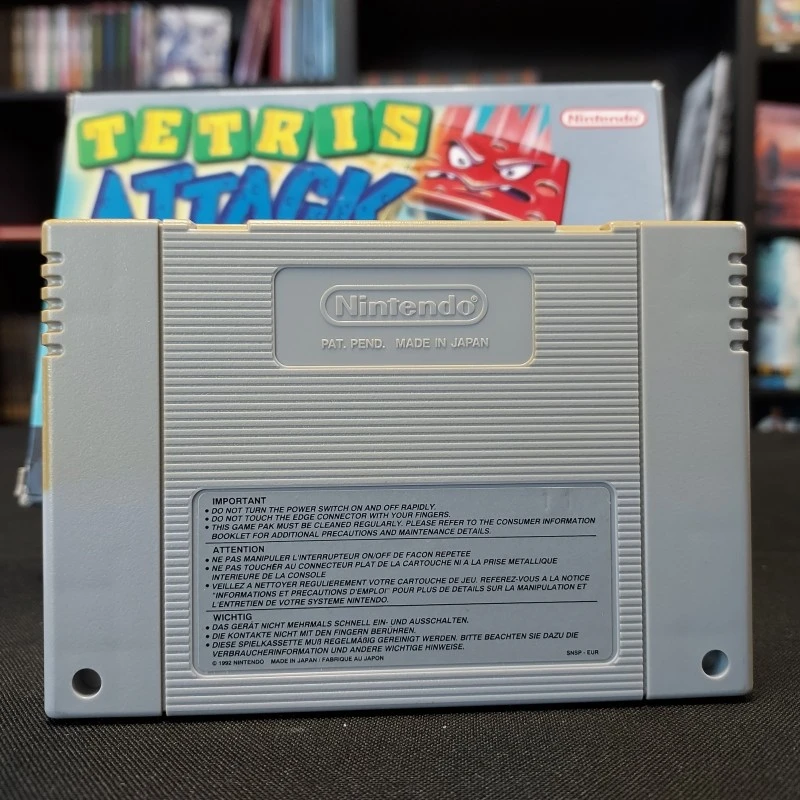 TETRIS
ATTACK
Nintendo
Nintendo®
PAT. PEND. MADE IN JAPAN
IMPORTANT
• DO NOT TURN THE POWER SWITCH ON AND OFF RAPIDLY.
• DO NOT TOUCH THE EDGE CONNECTOR WITH YOUR FINGERS.
• THIS GAME PAK MUST BE CLEANED REGULARLY. PLEASE REFER TO THE CONSUMER INFORMATION
BOOKLET FOR ADDITIONAL PRECAUTIONS AND MAINTENANCE DETAILS.
ATTENTION
• NE PAS MANIPULER L'INTERRUPTEUR ON/OFF DE FACON REPETEE
• NE PAS TOUCHER AU CONNECTEUR PLAT DE LA CARTOUCHE NI A LA PRISE METALLIQUE
INTERIEURE DE LA CONSOLE
• VEILLEZ A NETTOYER REGULIEREMENT VOTRE CARTOUCHE DE JEU. REFEREZ-VOUS A LA NOTICE
"INFORMATIONS ET PRECAUTIONS D'EMPLOI" POUR PLUS DE DETAILS SUR LA MANIPULATION ET
L'ENTRETIEN DE VOTRE SYSTEME NINTENDO.
WICHTIG
• DAS GERÄT NICHT MEHRMALS SCHNELL EIN- UND AUSSCHALTEN.
• DIE KONTAKTE NICHT MIT DEN FINGERN BERÜHREN.
• DIESE SPIELKASSETTE MUß REGELMÄßIG GEREINIGT WERDEN. BITTE BEACHTEN SIE DAZU DIE
VERBRAUCHERINFORMATION UND ANDERE WICHTIGE HINWEISE.
© 1992 NINTENDO MADE IN JAPAN / FABRIQUE AU JAPON SNSP - EUR